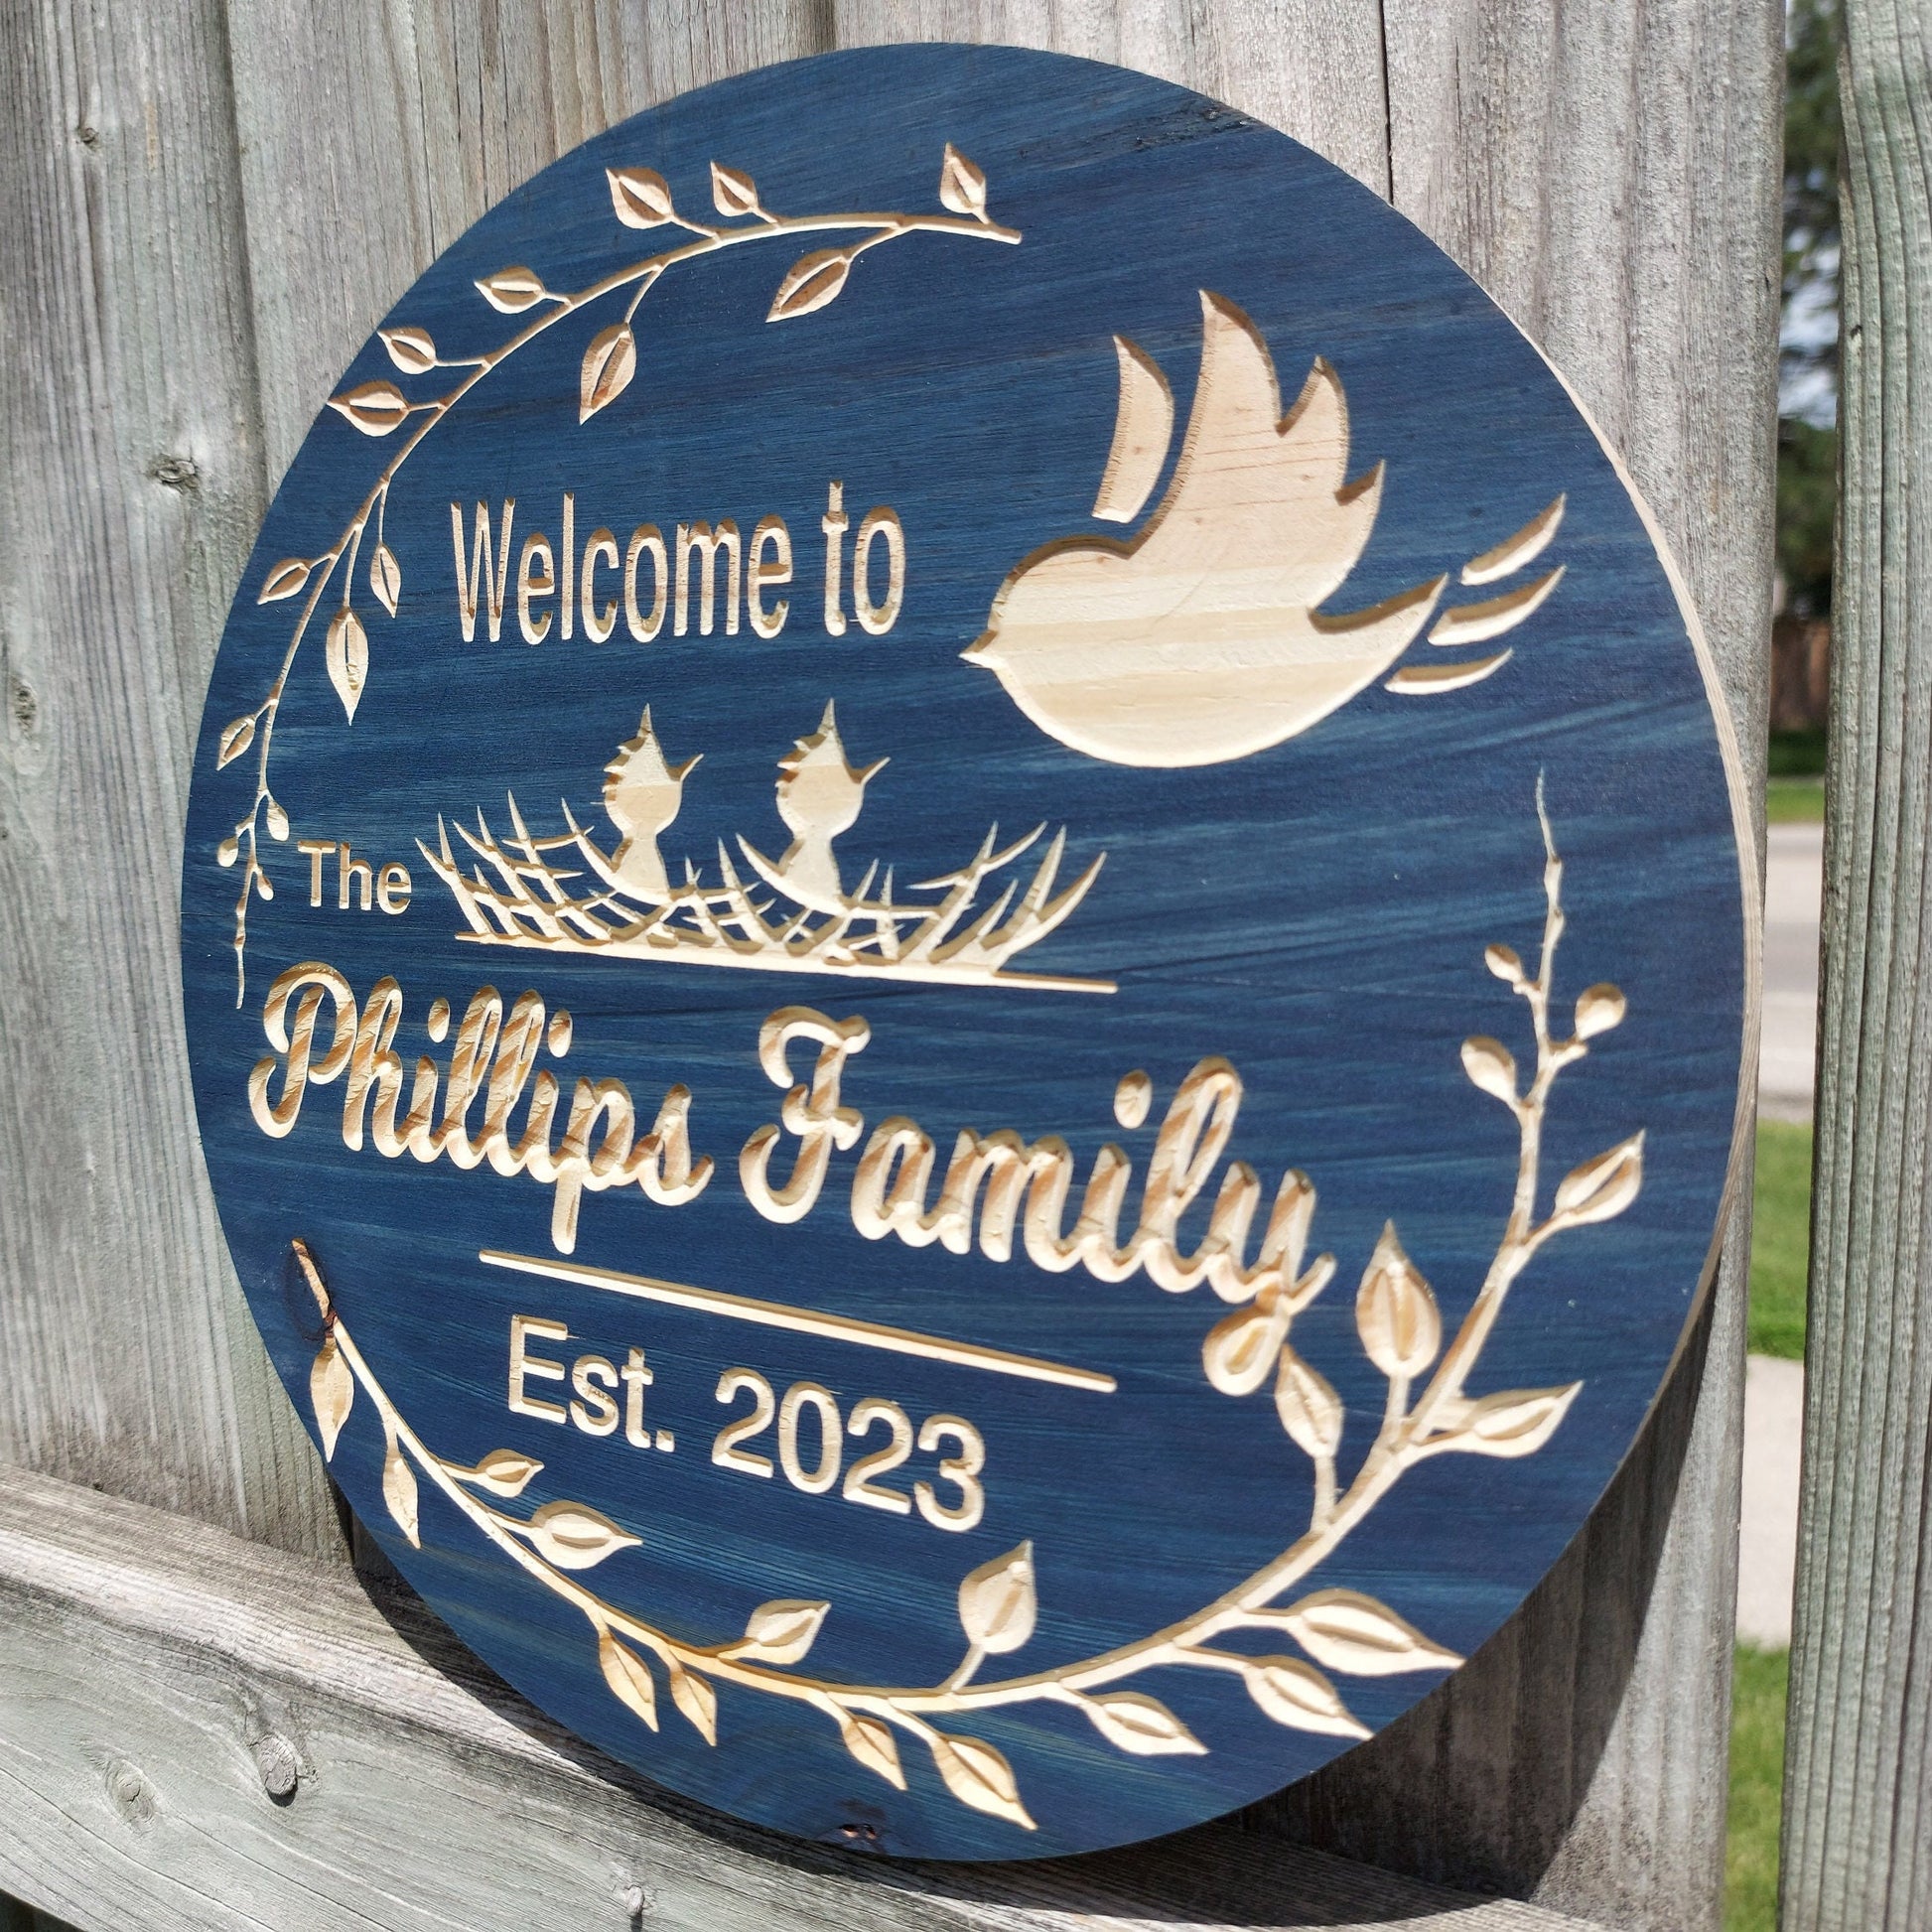 Welcome to
The
Phillips Family
Est. 2023